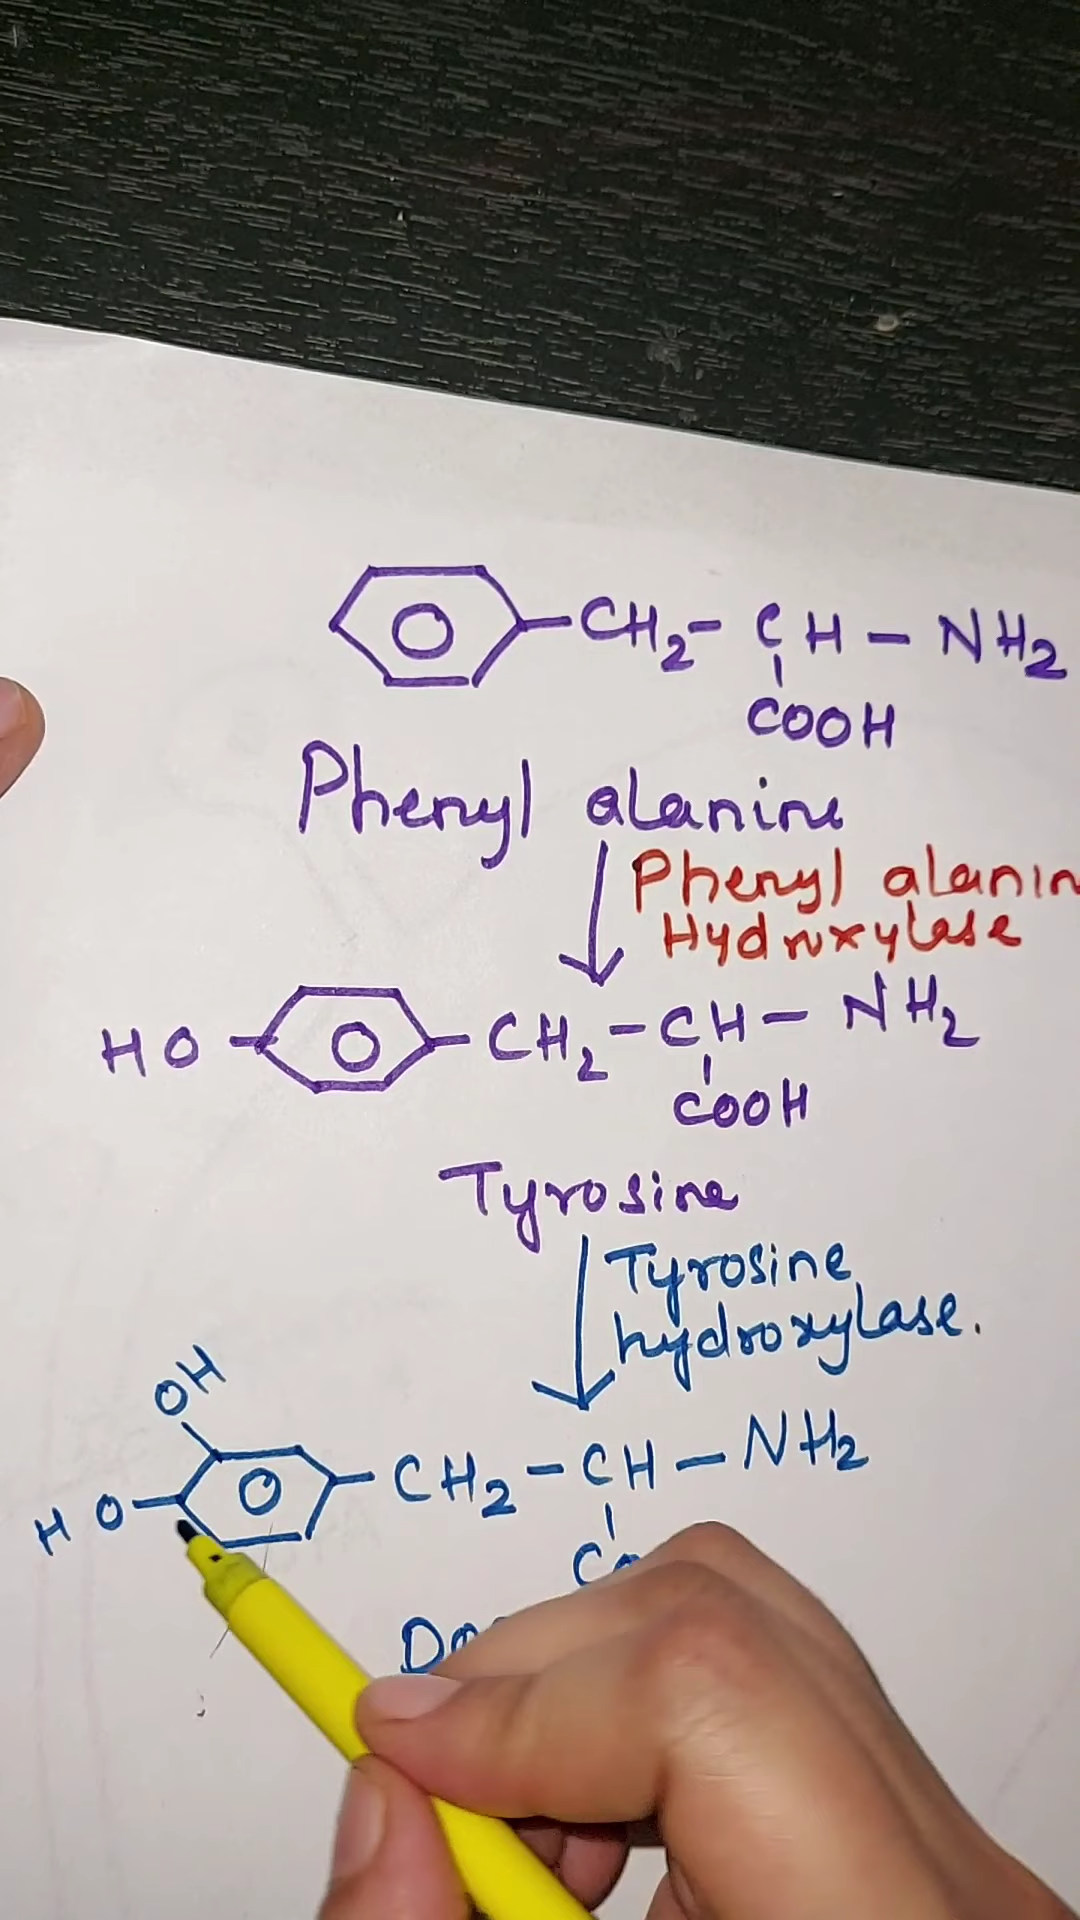 CH2 - CH - NH2
COOH
Phenyl alanine
Phenyl alanin
Hydroxylase
HO - CH2 - CH - NH2
COOH
Tyrosine
Tyrosine
hydroxylase.
OH
HO - CH2 - CH - NH2